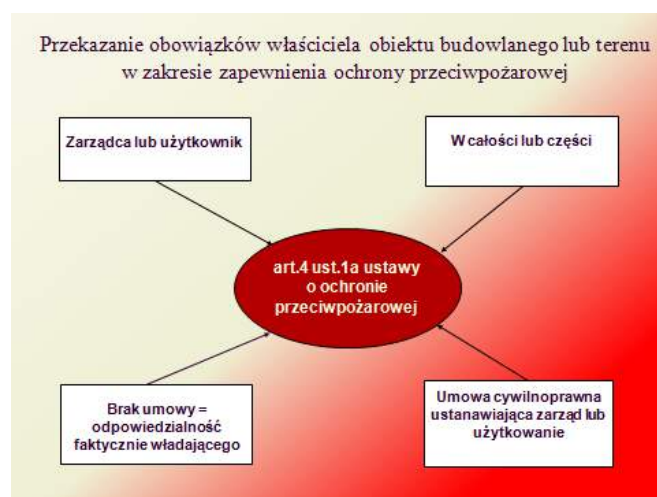 Przekazanie obowiązków właściciela obiektu budowlanego lub terenu
w zakresie zapewnienia ochrony przeciwpożarowej
Zarządca lub użytkownik
W całości lub części
art.4 ust.1a ustawy
o ochronie
przeciwpożarowej
Brak umowy =
odpowiedzialność
faktycznie władającego
Umowa cywilnoprawna
ustanawiająca zarząd lub
użytkowanie